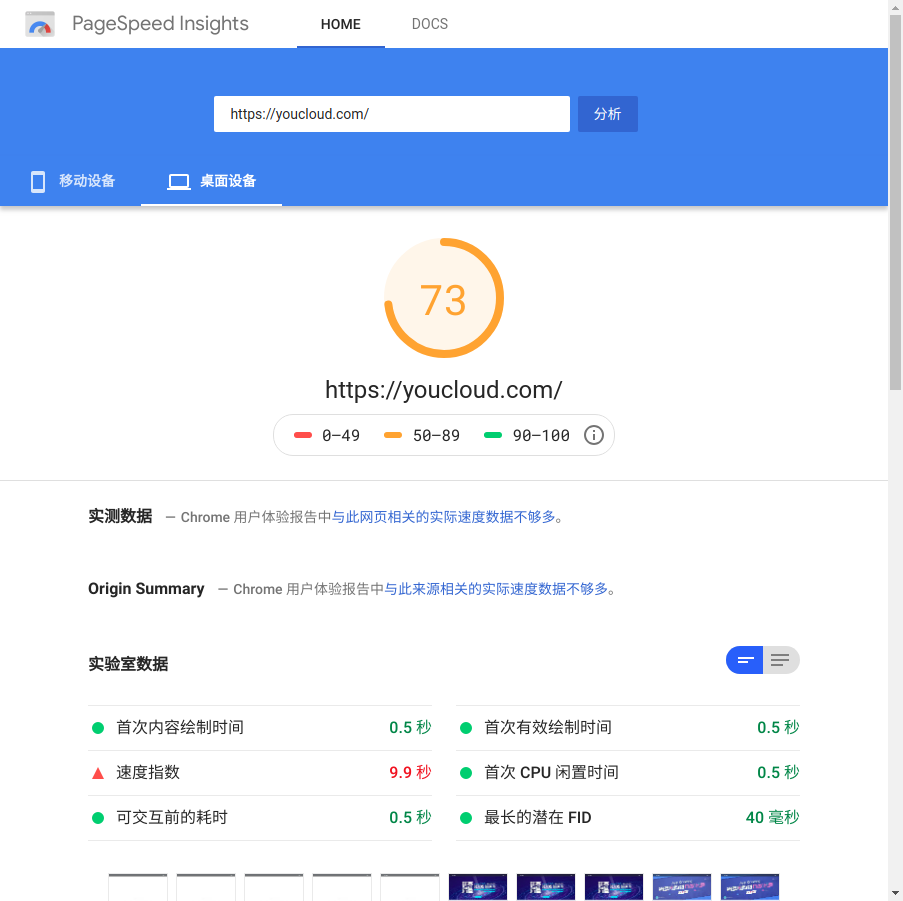 PageSpeed Insights
HOME
DOCS
https://youcloud.com/
分析
移动设备
桌面设备
73
https://youcloud.com/
0–49
50–89
90–100
实测数据 — Chrome 用户体验报告中与此网页相关的实际速度数据不够多。
Origin Summary — Chrome 用户体验报告中与此来源相关的实际速度数据不够多。
实验室数据
首次内容绘制时间 0.5 秒
首次有效绘制时间 0.5 秒
速度指数 9.9 秒
首次 CPU 闲置时间 0.5 秒
可交互前的耗时 0.5 秒
最长的潜在 FID 40 毫秒